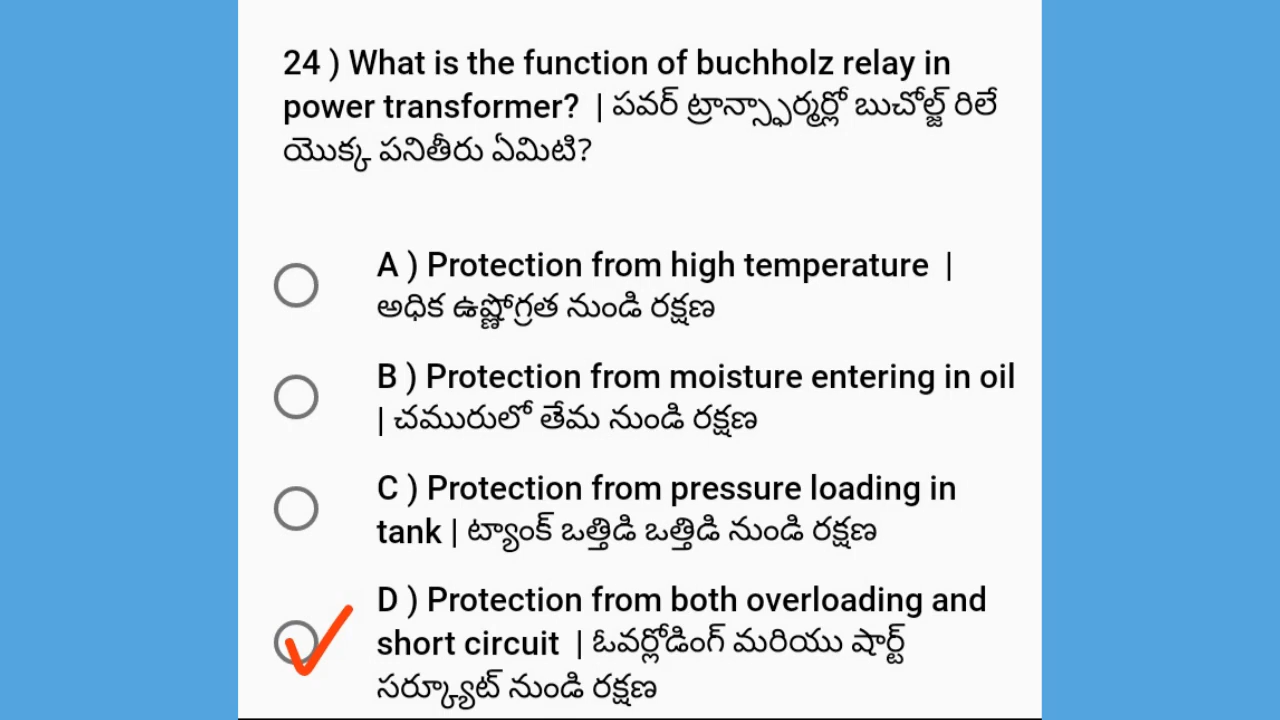 24 ) What is the function of buchholz relay in
power transformer? | పవర్ ట్రాన్స్ఫార్మర్లో బుచోల్జ్ రిలే
యొక్క పనితీరు ఏమిటి?
A ) Protection from high temperature |
అధిక ఉష్ణోగ్రత నుండి రక్షణ
B ) Protection from moisture entering in oil
| చమురులో తేమ నుండి రక్షణ
C ) Protection from pressure loading in
tank | ట్యాంక్ ఒత్తిడి ఒత్తిడి నుండి రక్షణ
D ) Protection from both overloading and
short circuit | ఓవర్లోడింగ్ మరియు షార్ట్
సర్క్యూట్ నుండి రక్షణ